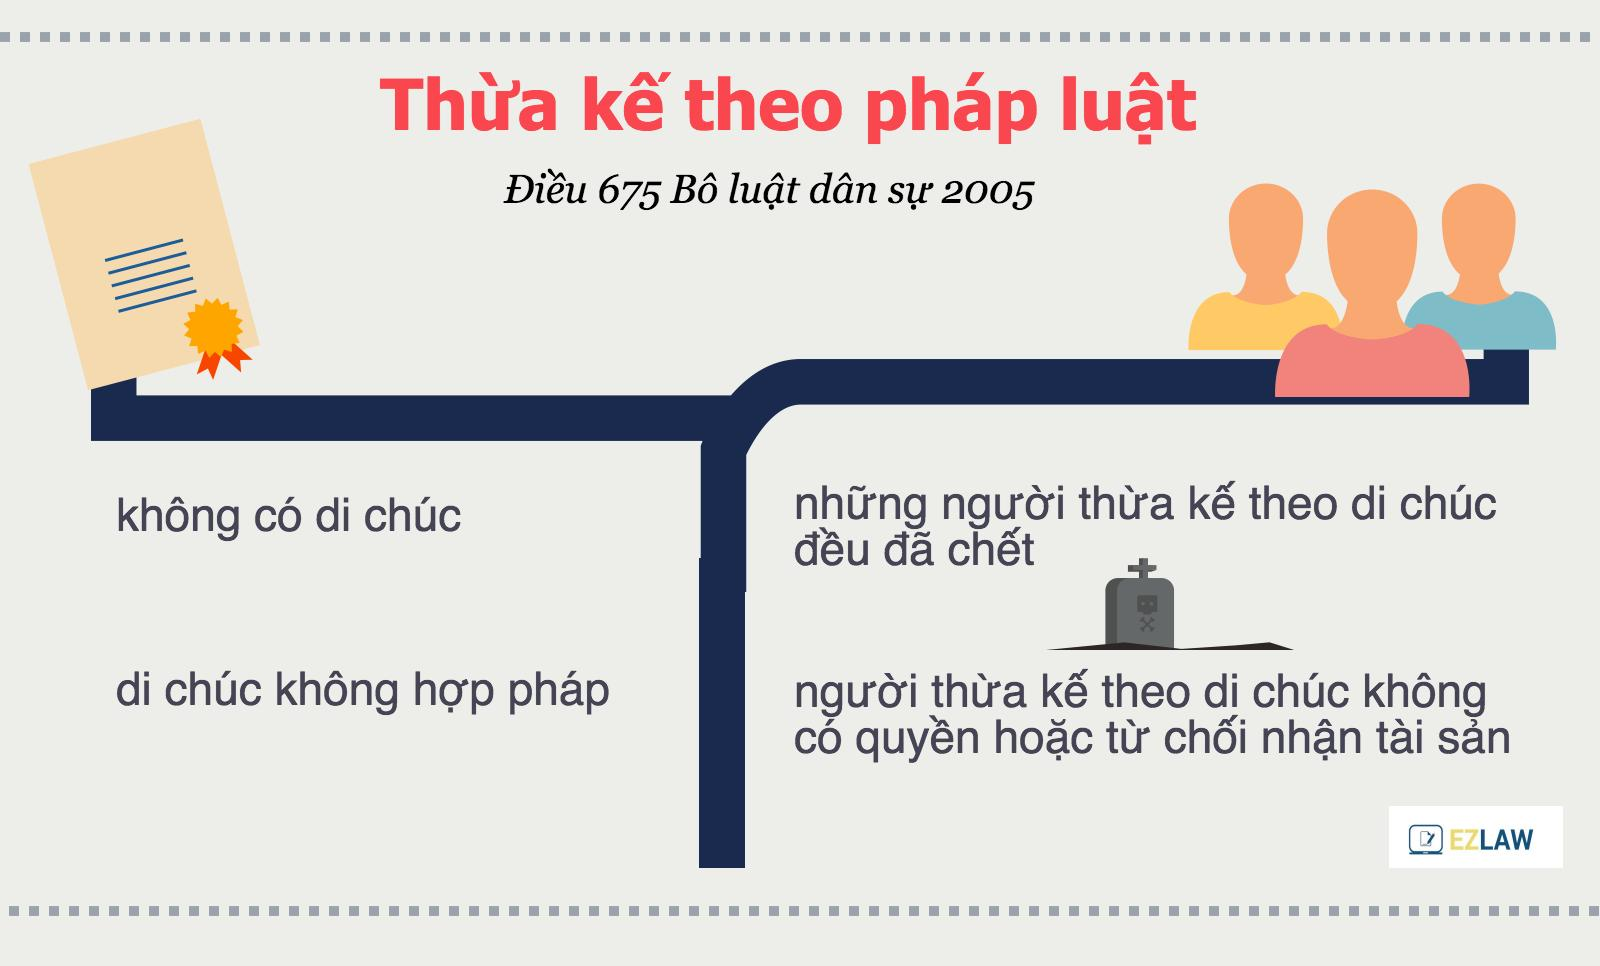 Thừa kế theo pháp luật
Điều 675 Bô luật dân sự 2005
không có di chúc
di chúc không hợp pháp
những người thừa kế theo di chúc
đều đã chết
người thừa kế theo di chúc không
có quyền hoặc từ chối nhận tài sản
EZLAW